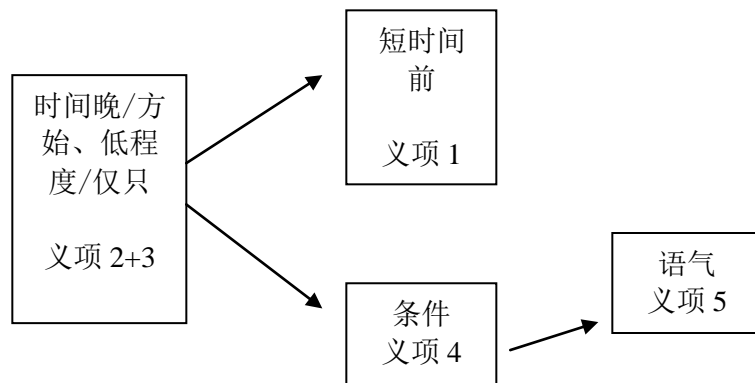 时间晚/方
始、低程
度/仅只
义项 2+3
短时间
前
义项 1
条件
义项 4
语气
义项 5